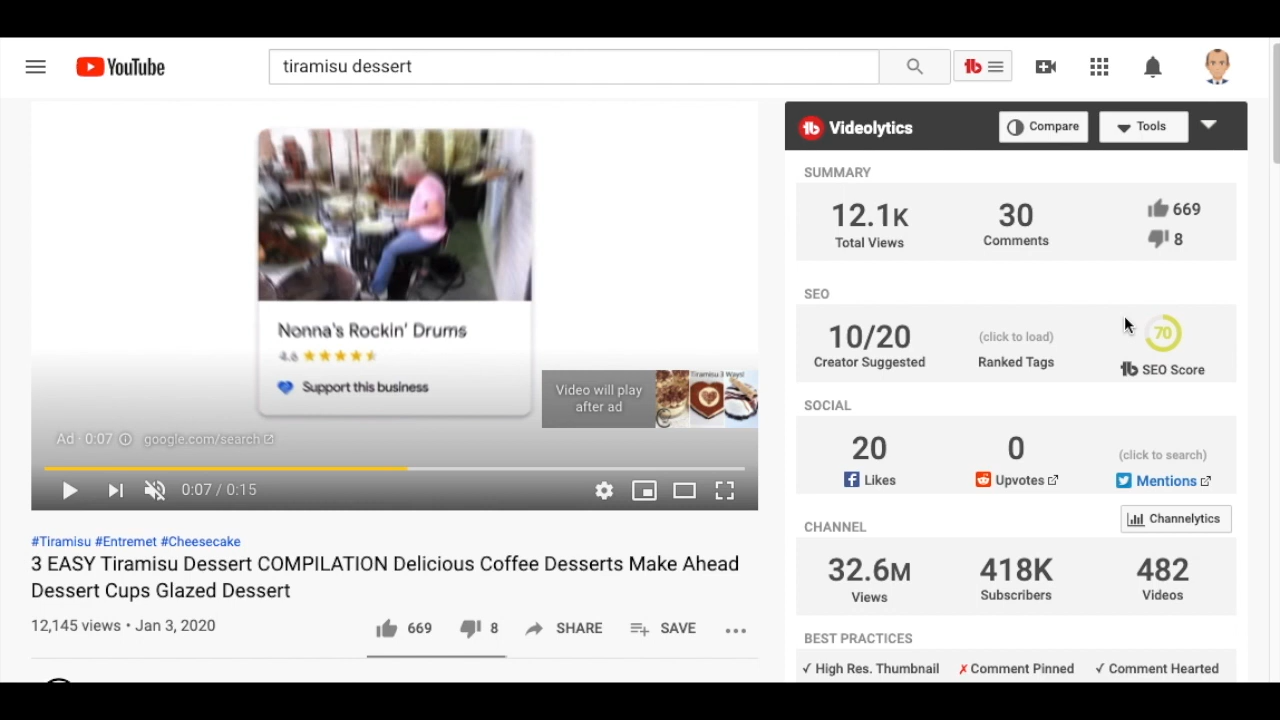 YouTube
tiramisu dessert
Videolytics
Compare
Tools
Nonna's Rockin' Drums
4.6
Support this business
Video will play
after ad
Tiramisu 3 Ways!
Ad · 0:07
google.com/search
0:07 / 0:15
#Tiramisu #Entremet #Cheesecake
3 EASY Tiramisu Dessert COMPILATION Delicious Coffee Desserts Make Ahead
Dessert Cups Glazed Dessert
12,145 views • Jan 3, 2020
669
8
SHARE
SAVE
SUMMARY
12.1K
Total Views
30
Comments
669
8
SEO
10/20
Creator Suggested
(click to load)
Ranked Tags
70
tb SEO Score
SOCIAL
20
Likes
0
Upvotes
(click to search)
Mentions
Channelytics
CHANNEL
32.6M
Views
418K
Subscribers
482
Videos
BEST PRACTICES
✓ High Res. Thumbnail
✗ Comment Pinned
✓ Comment Hearted